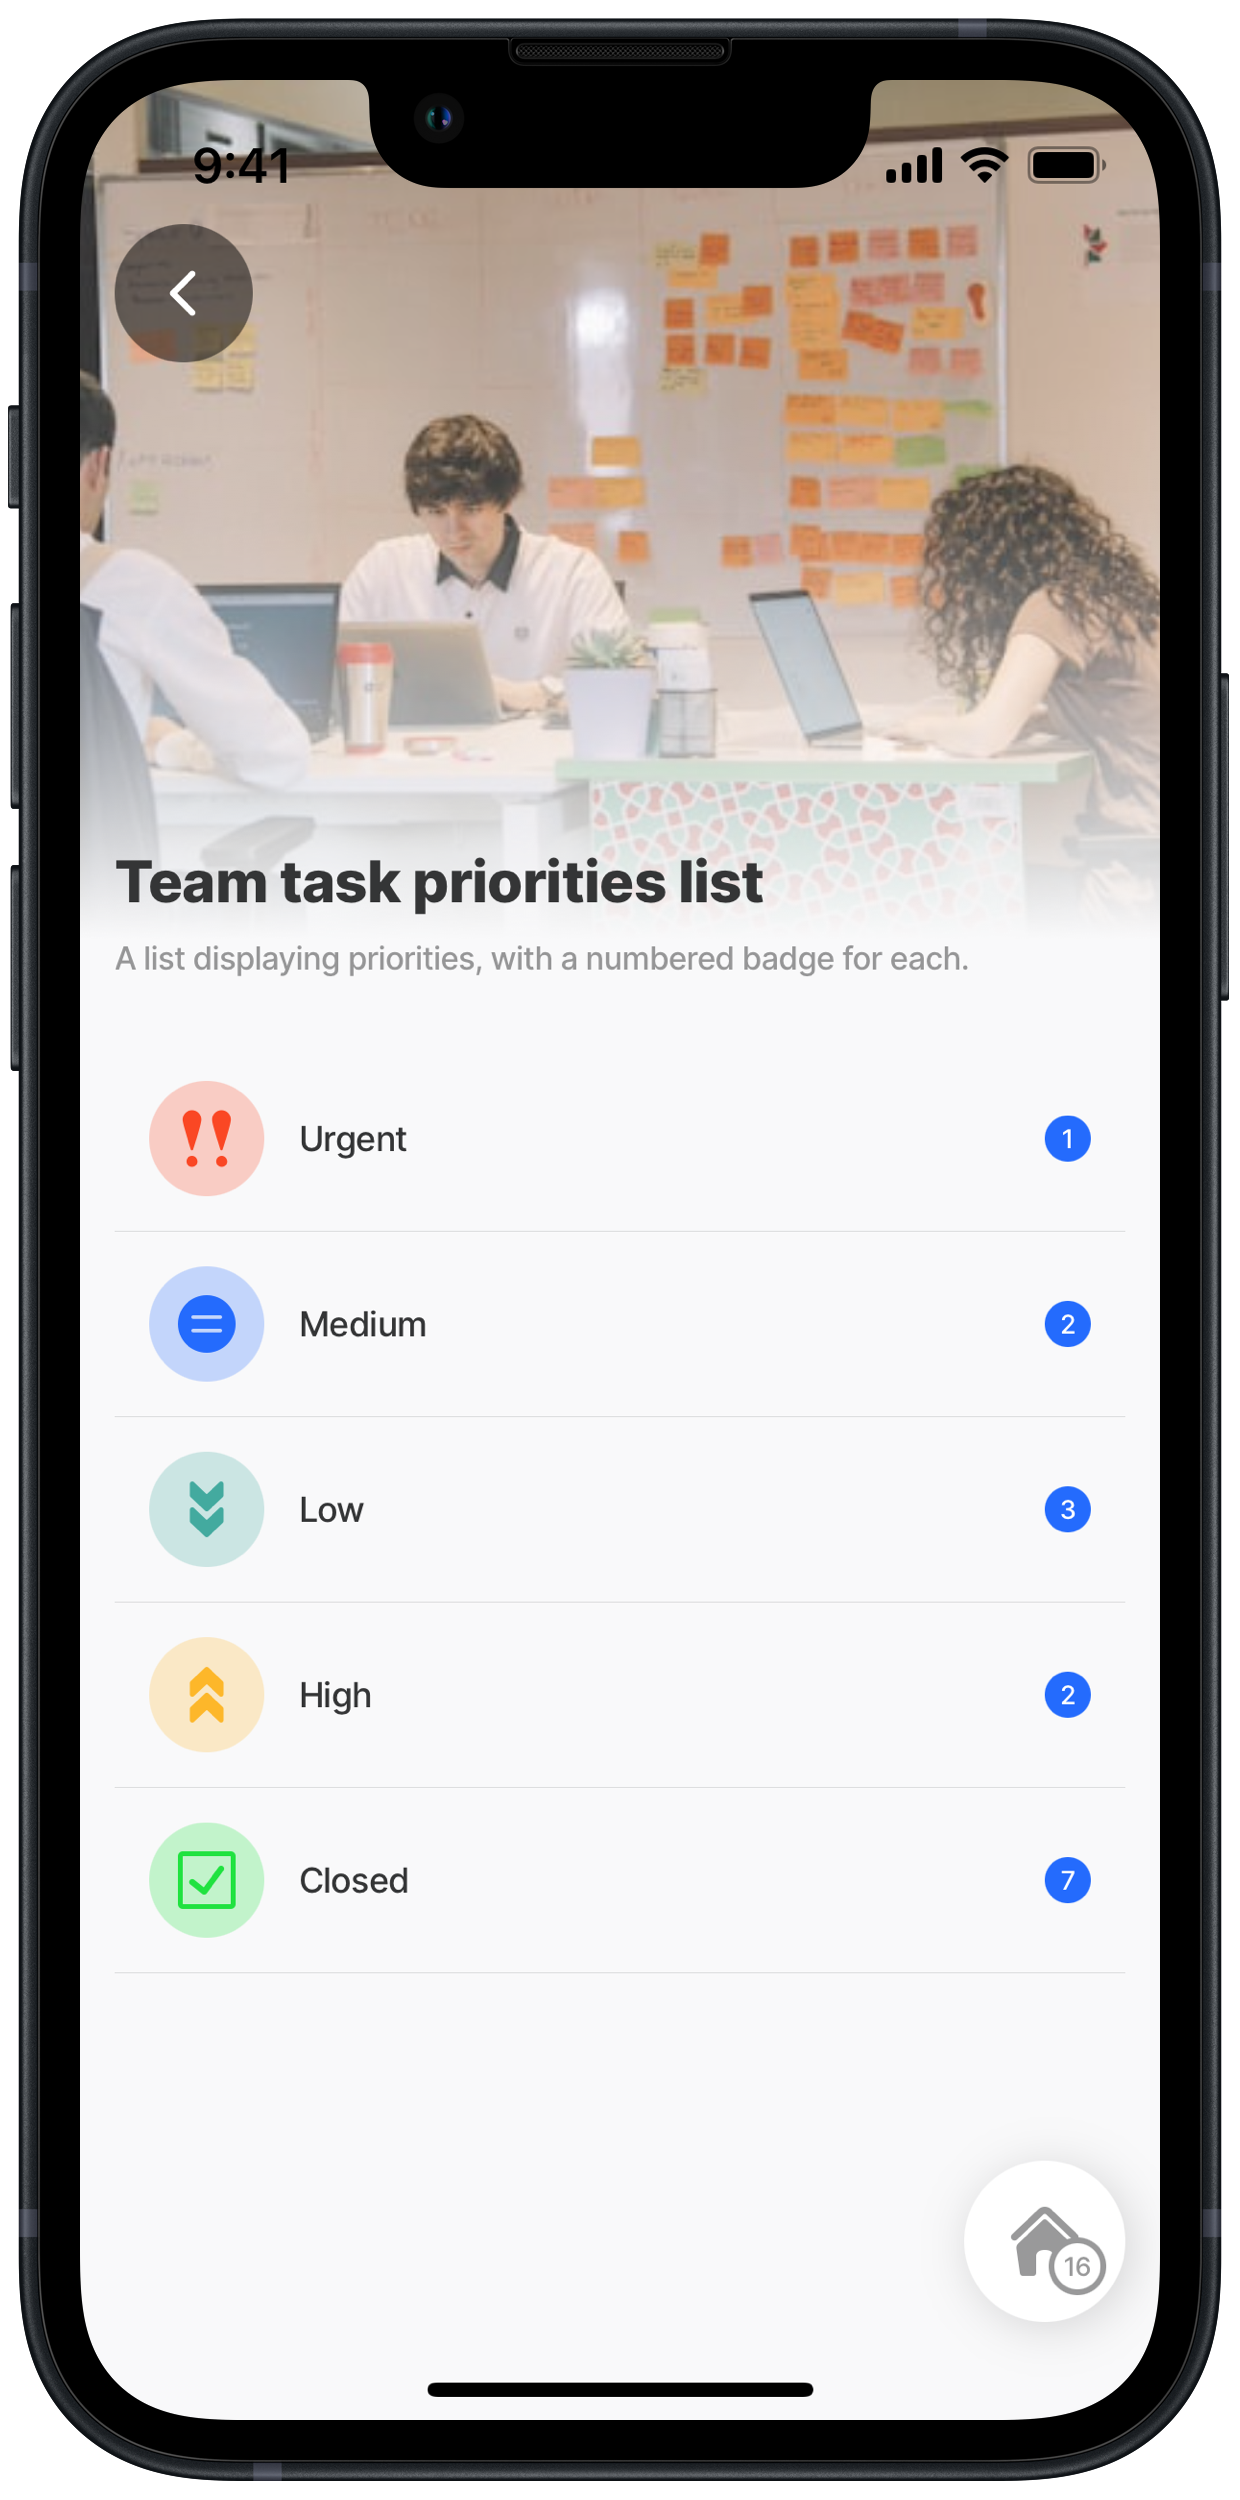 9:41
Team task priorities list
A list displaying priorities, with a numbered badge for each.
Urgent 1
Medium 2
Low 3
High 2
Closed 7
16